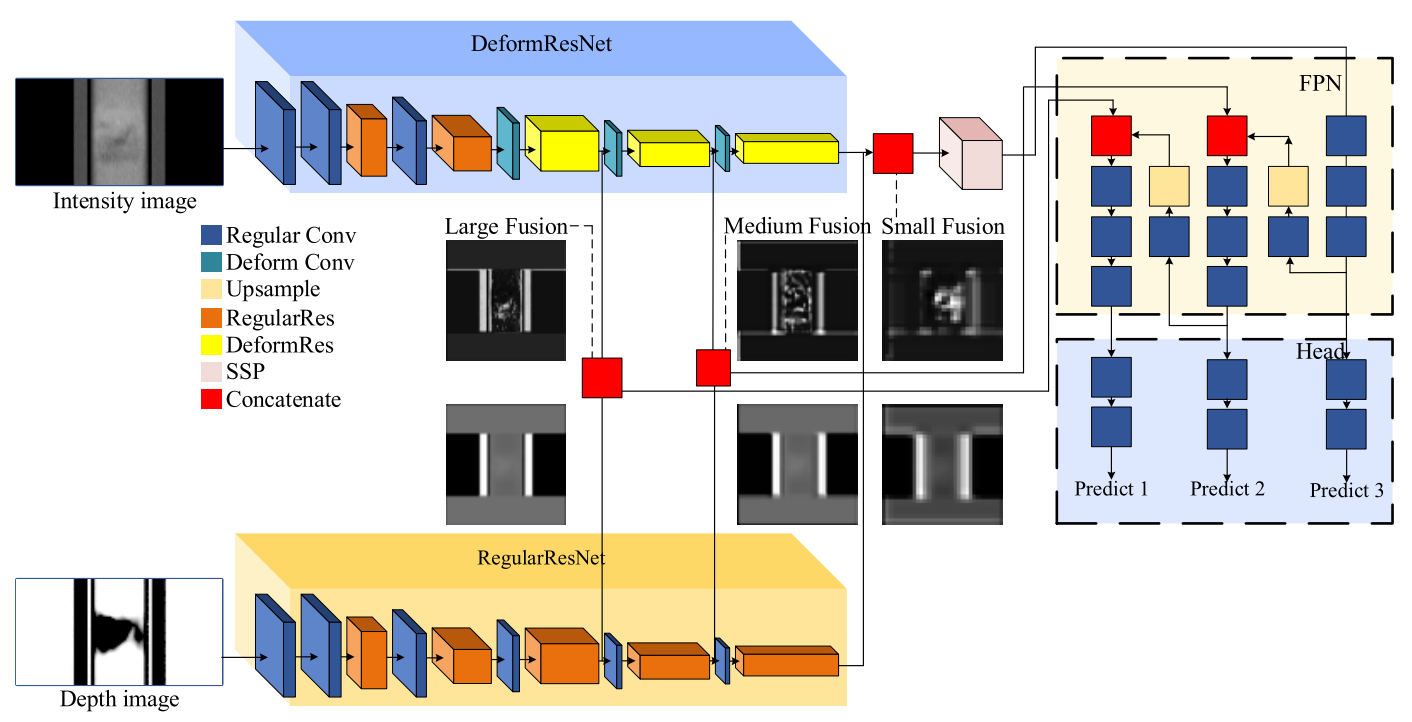 DeformResNet
FPN
Intensity image
Large Fusion
Medium Fusion
Small Fusion
Regular Conv
Deform Conv
Upsample
RegularRes
DeformRes
SSP
Concatenate
Head
Predict 1
Predict 2
Predict 3
RegularResNet
Depth image